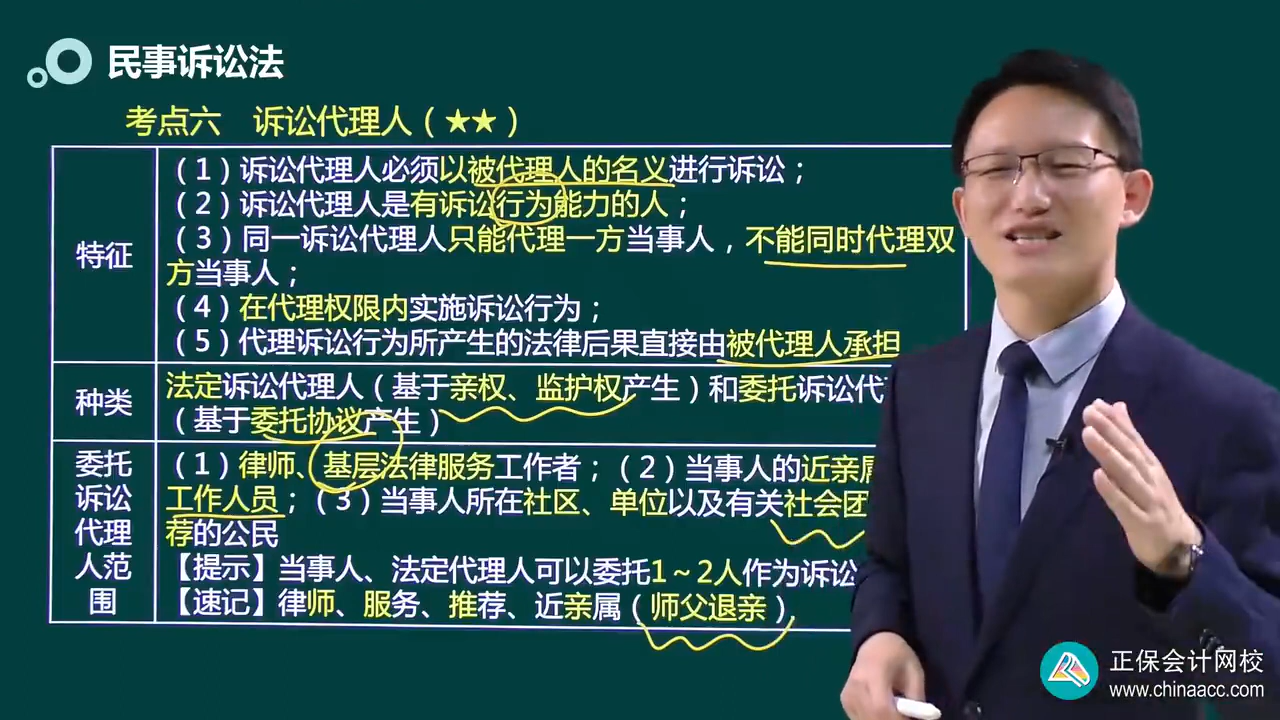 民事诉讼法
考点六 诉讼代理人（★★）
特征
（1）诉讼代理人必须以被代理人的名义进行诉讼；
（2）诉讼代理人是有诉讼行为能力的人；
（3）同一诉讼代理人只能代理一方当事人，不能同时代理双
方当事人；
（4）在代理权限内实施诉讼行为；
（5）代理诉讼行为所产生的法律后果直接由被代理人承担
种类
法定诉讼代理人（基于亲权、监护权产生）和委托诉讼代
（基于委托协议产生）
委托
诉讼
代理
人范
围
（1）律师、基层法律服务工作者；（2）当事人的近亲属
工作人员；（3）当事人所在社区、单位以及有关社会团
荐的公民
【提示】当事人、法定代理人可以委托1～2人作为诉讼
【速记】律师、服务、推荐、近亲属（师父退亲）
正保会计网校
www.chinaacc.com